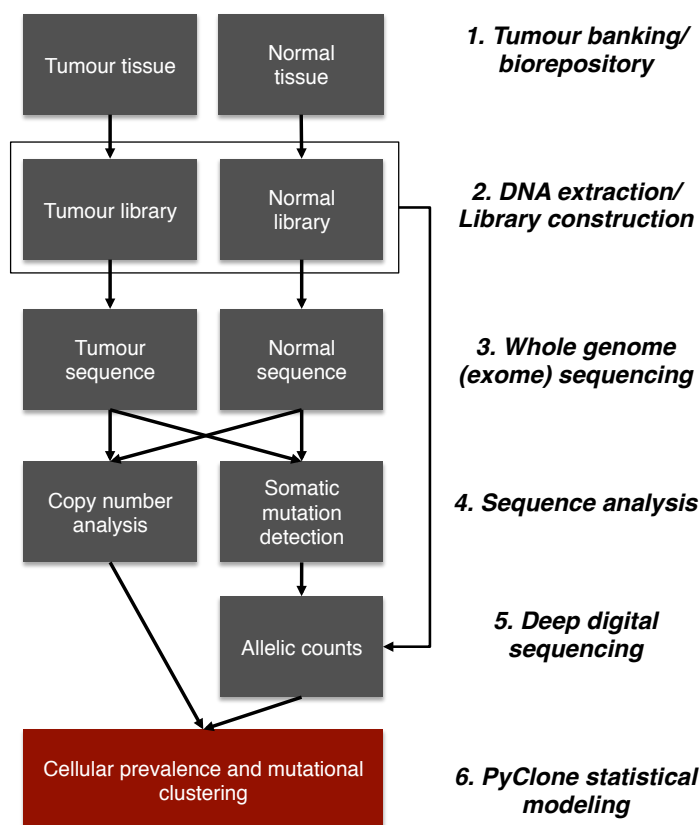 Tumour tissue
Normal
tissue
1. Tumour banking/
biorepository
Tumour library
Normal
library
2. DNA extraction/
Library construction
Tumour
sequence
Normal
sequence
3. Whole genome
(exome) sequencing
Copy number
analysis
Somatic
mutation
detection
4. Sequence analysis
Allelic counts
5. Deep digital
sequencing
Cellular prevalence and mutational
clustering
6. PyClone statistical
modeling